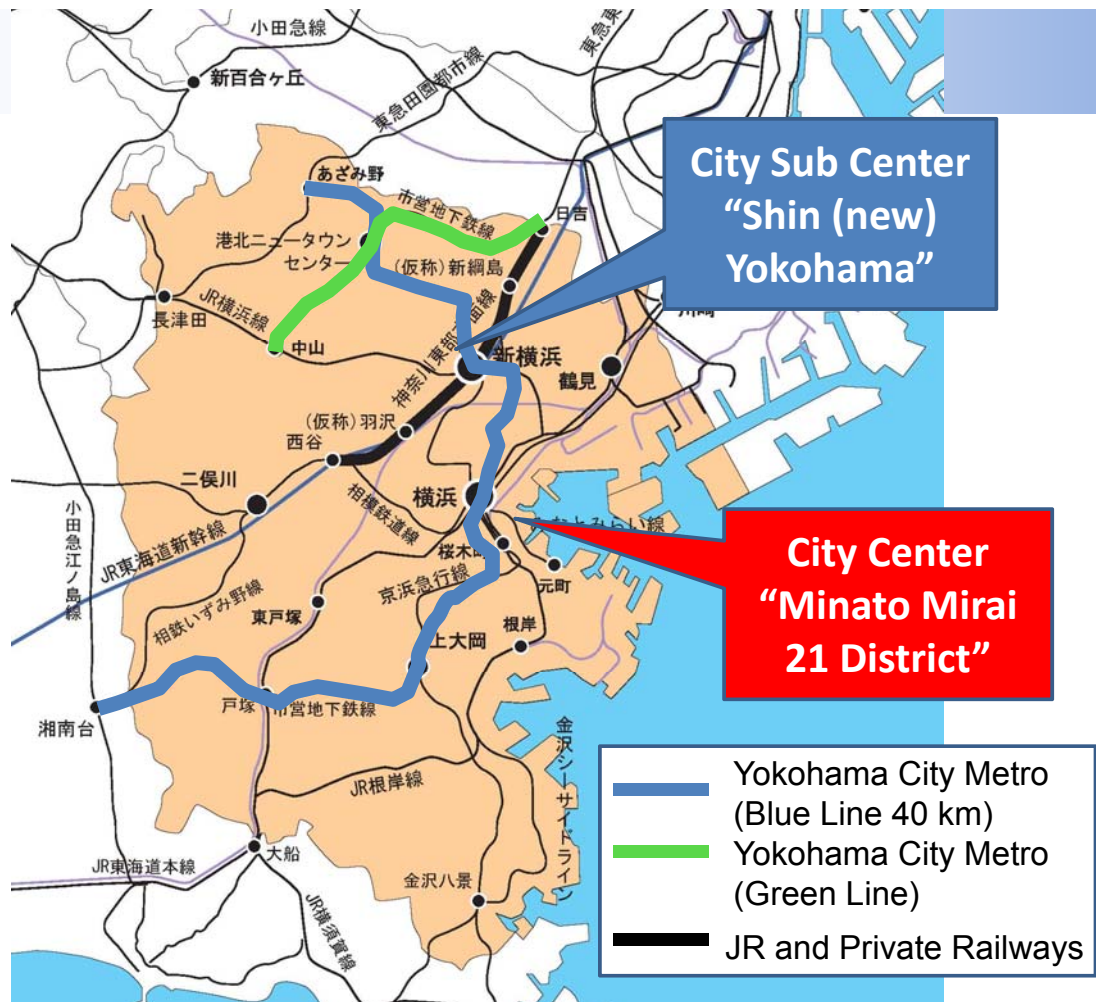 小田急線
東急東
新百合ヶ丘
東急田園都市線
City Sub Center
“Shin (new)
Yokohama”
あざみ野
市営地下鉄線
日吉
港北ニュータウン
センター
(仮称)新綱島
JR横浜線
長津田
中山
神奈川東部
面線
新横浜
鶴見
(仮称)羽沢
西谷
二俣川
横浜
相模鉄道線
みなとみらい線
桜木
元町
City Center
“Minato Mirai
21 District”
小田急江ノ島線
JR東海道新幹線
京浜急行線
相鉄いずみ野線
東戸塚
上大岡
根岸
戸塚
市営地下鉄線
湘南台
金沢シーサイドライン
JR根岸線
Yokohama City Metro
(Blue Line 40 km)
Yokohama City Metro
(Green Line)
JR and Private Railways
大船
JR東海道本線
JR横須賀線
金沢八景